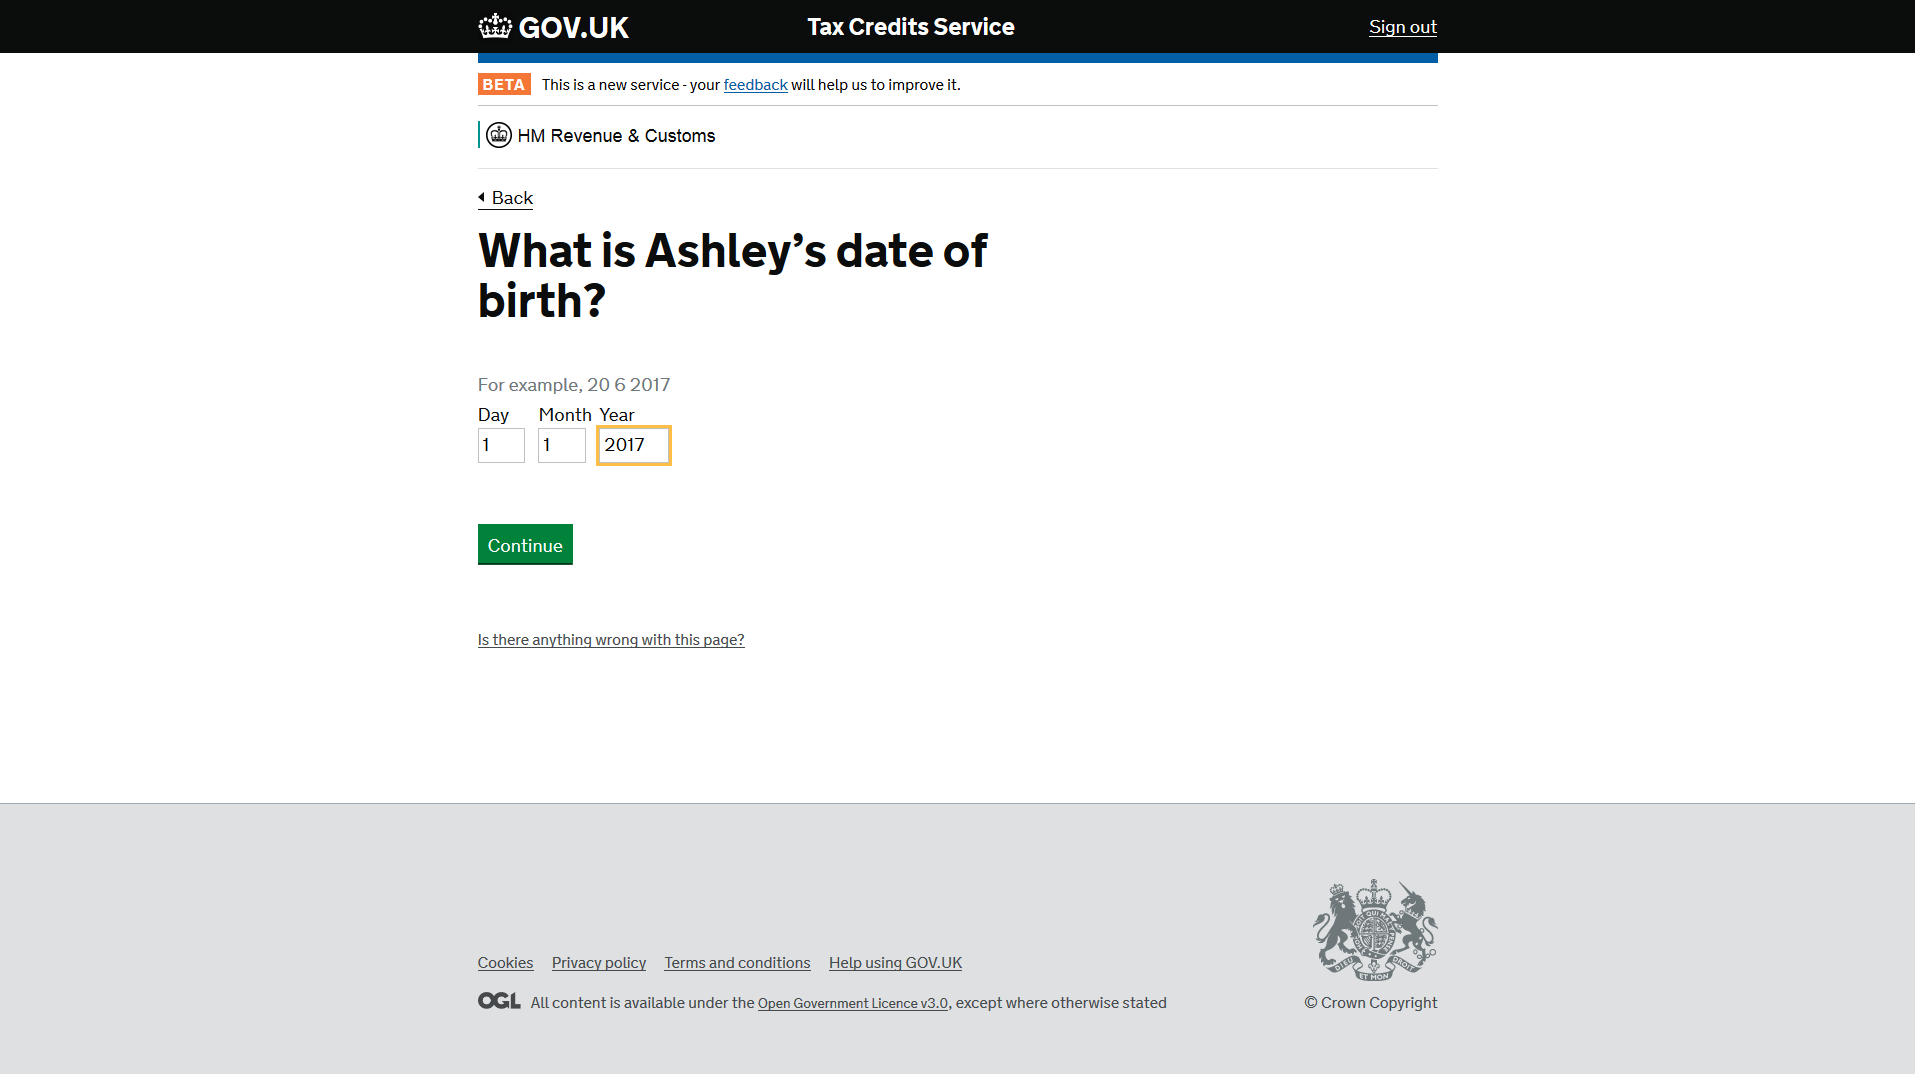 GOV.UK Tax Credits Service Sign out
BETA This is a new service - your feedback will help us to improve it.
HM Revenue & Customs
Back
What is Ashley’s date of
birth?
For example, 20 6 2017
Day Month Year
1 1 2017
Continue
Is there anything wrong with this page?
Cookies Privacy policy Terms and conditions Help using GOV.UK
OGL All content is available under the Open Government Licence v3.0, except where otherwise stated
© Crown Copyright